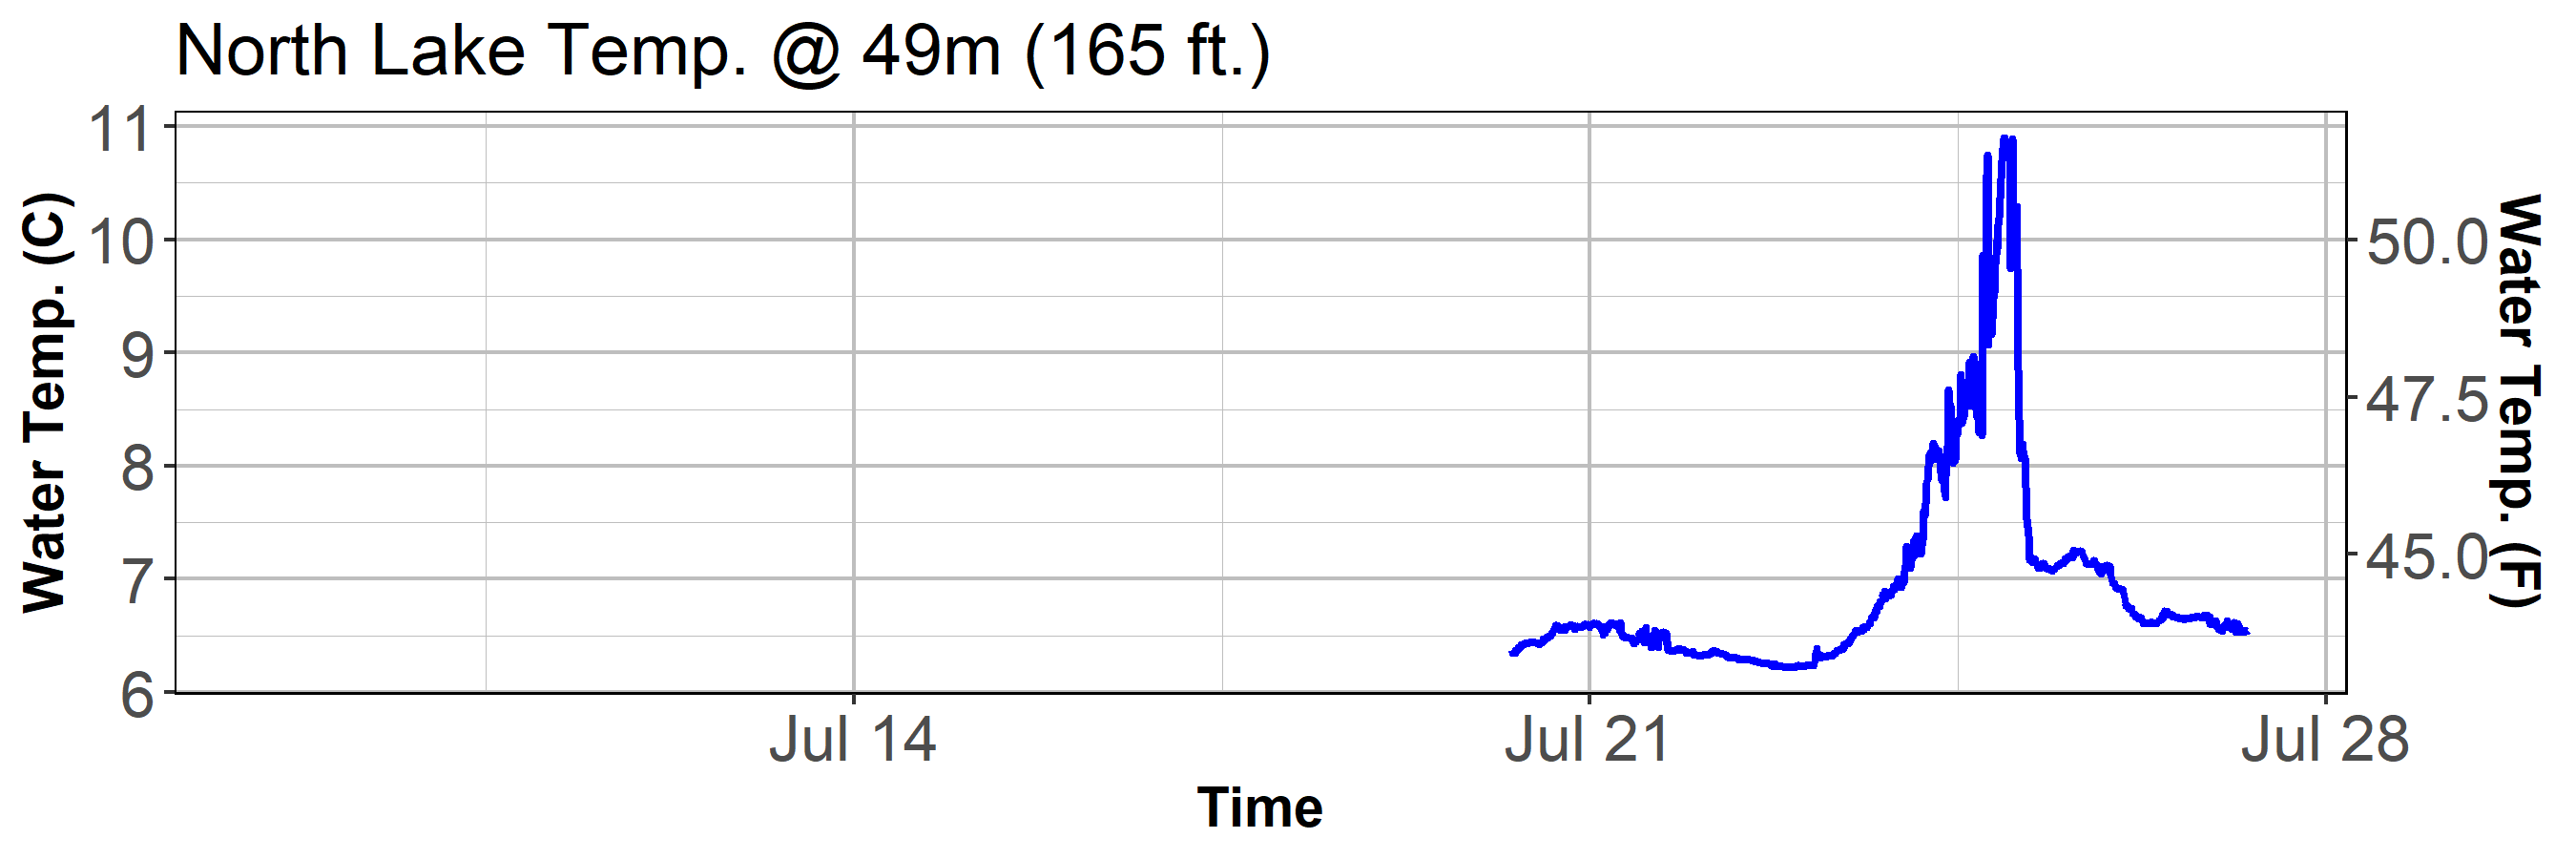 North Lake Temp. @ 49m (165 ft.)
Water Temp. (C)
11
10
9
8
7
6
50.0
47.5
45.0
Water Temp. (F)
Jul 14
Jul 21
Jul 28
Time